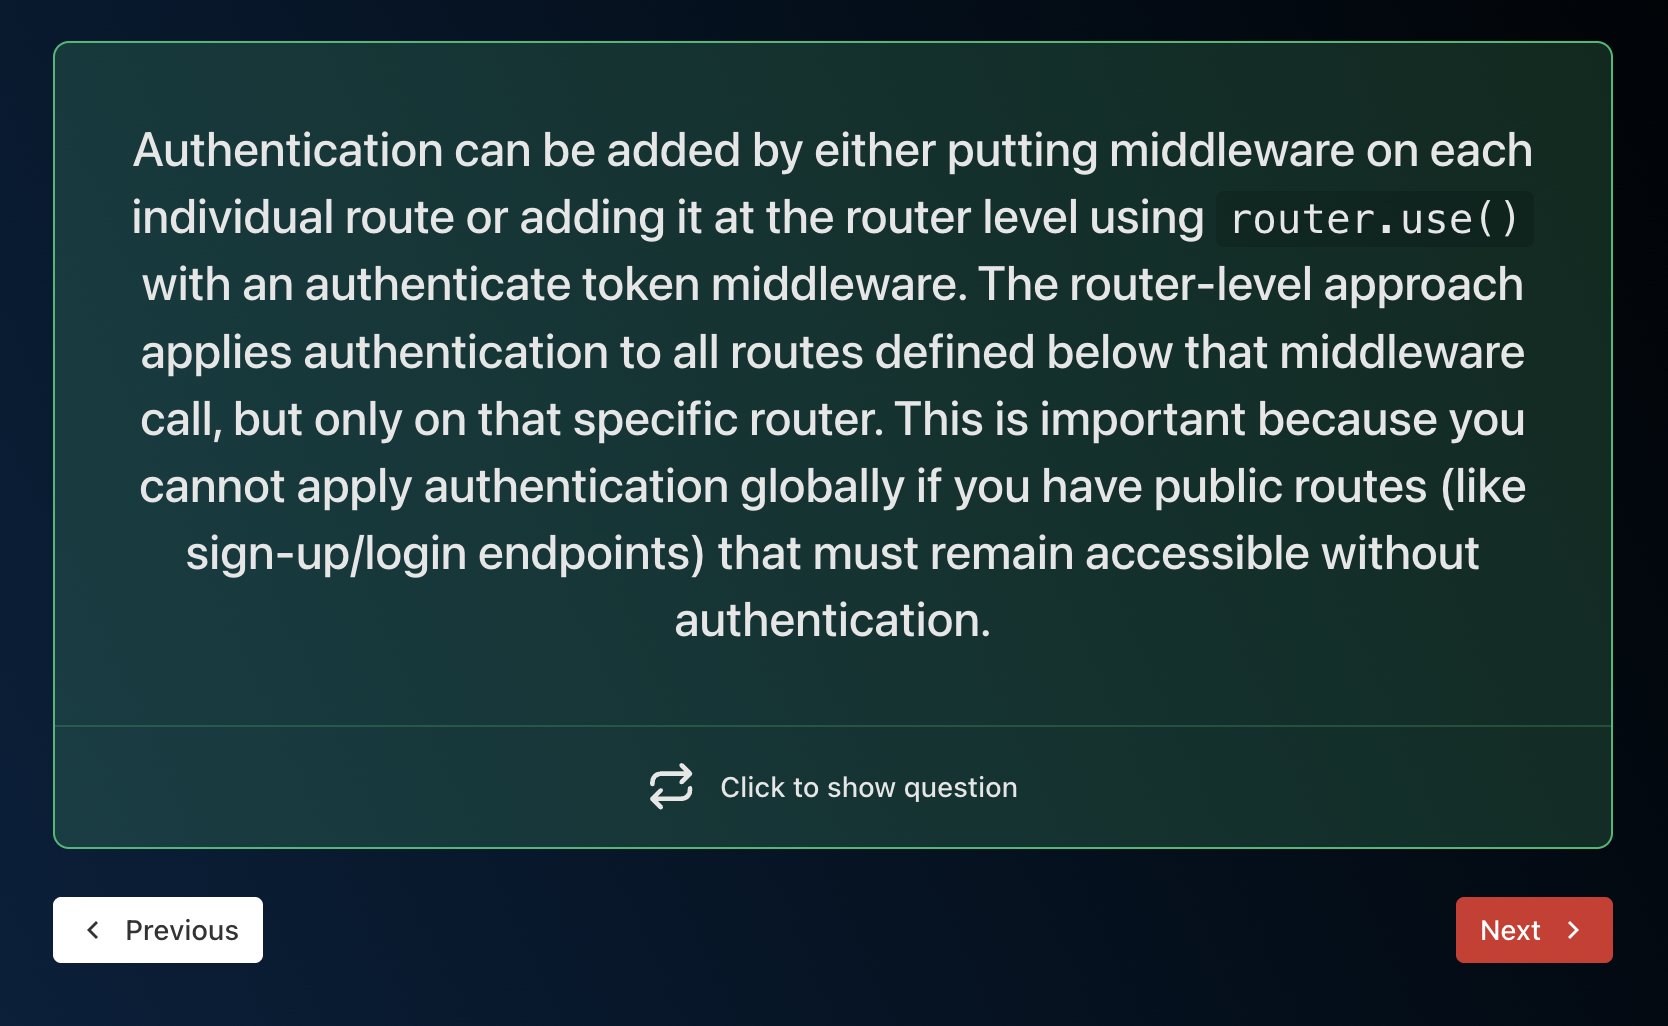 Authentication can be added by either putting middleware on each
individual route or adding it at the router level using router.use()
with an authenticate token middleware. The router-level approach
applies authentication to all routes defined below that middleware
call, but only on that specific router. This is important because you
cannot apply authentication globally if you have public routes (like
sign-up/login endpoints) that must remain accessible without
authentication.
Click to show question
Previous
Next